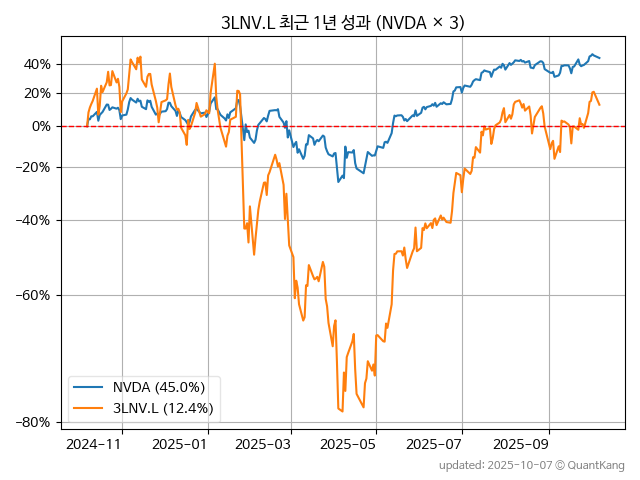 3LNV.L 최근 1년 성과 (NVDA × 3)
40%
20%
0%
−20%
−40%
−60%
−80%
NVDA (45.0%)
3LNV.L (12.4%)
2024-11 2025-01 2025-03 2025-05 2025-07 2025-09
updated: 2025-10-07 © QuantKang